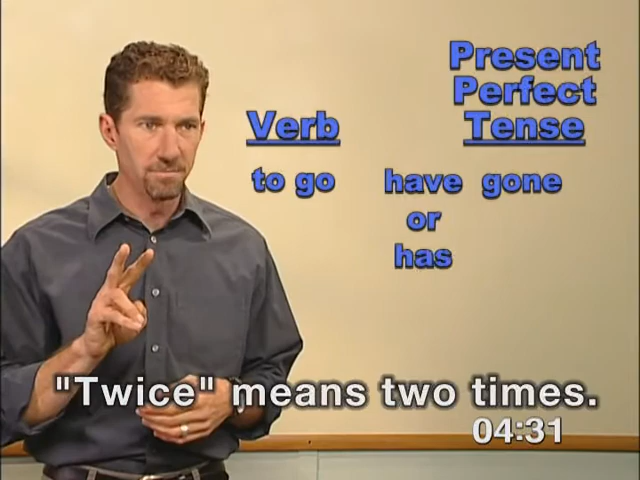 Present
Perfect
Verb Tense
to go have gone
or
has
"Twice" means two times.
04:31